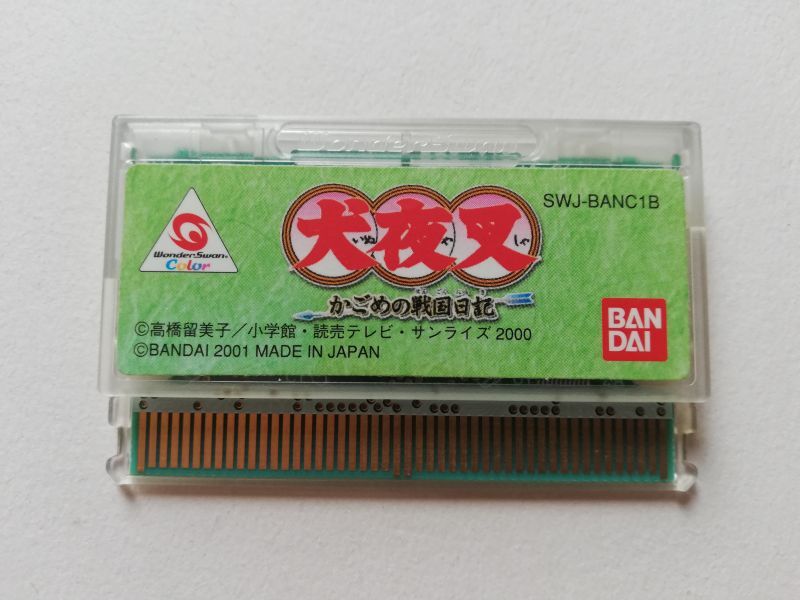 WonderSwan
SWJ-BANC1B
犬夜叉
いぬ や しゃ
WonderSwan
Color
かごめの戦国日記
©高橋留美子／小学館・読売テレビ・サンライズ 2000
©BANDAI 2001 MADE IN JAPAN
BAN
DAI